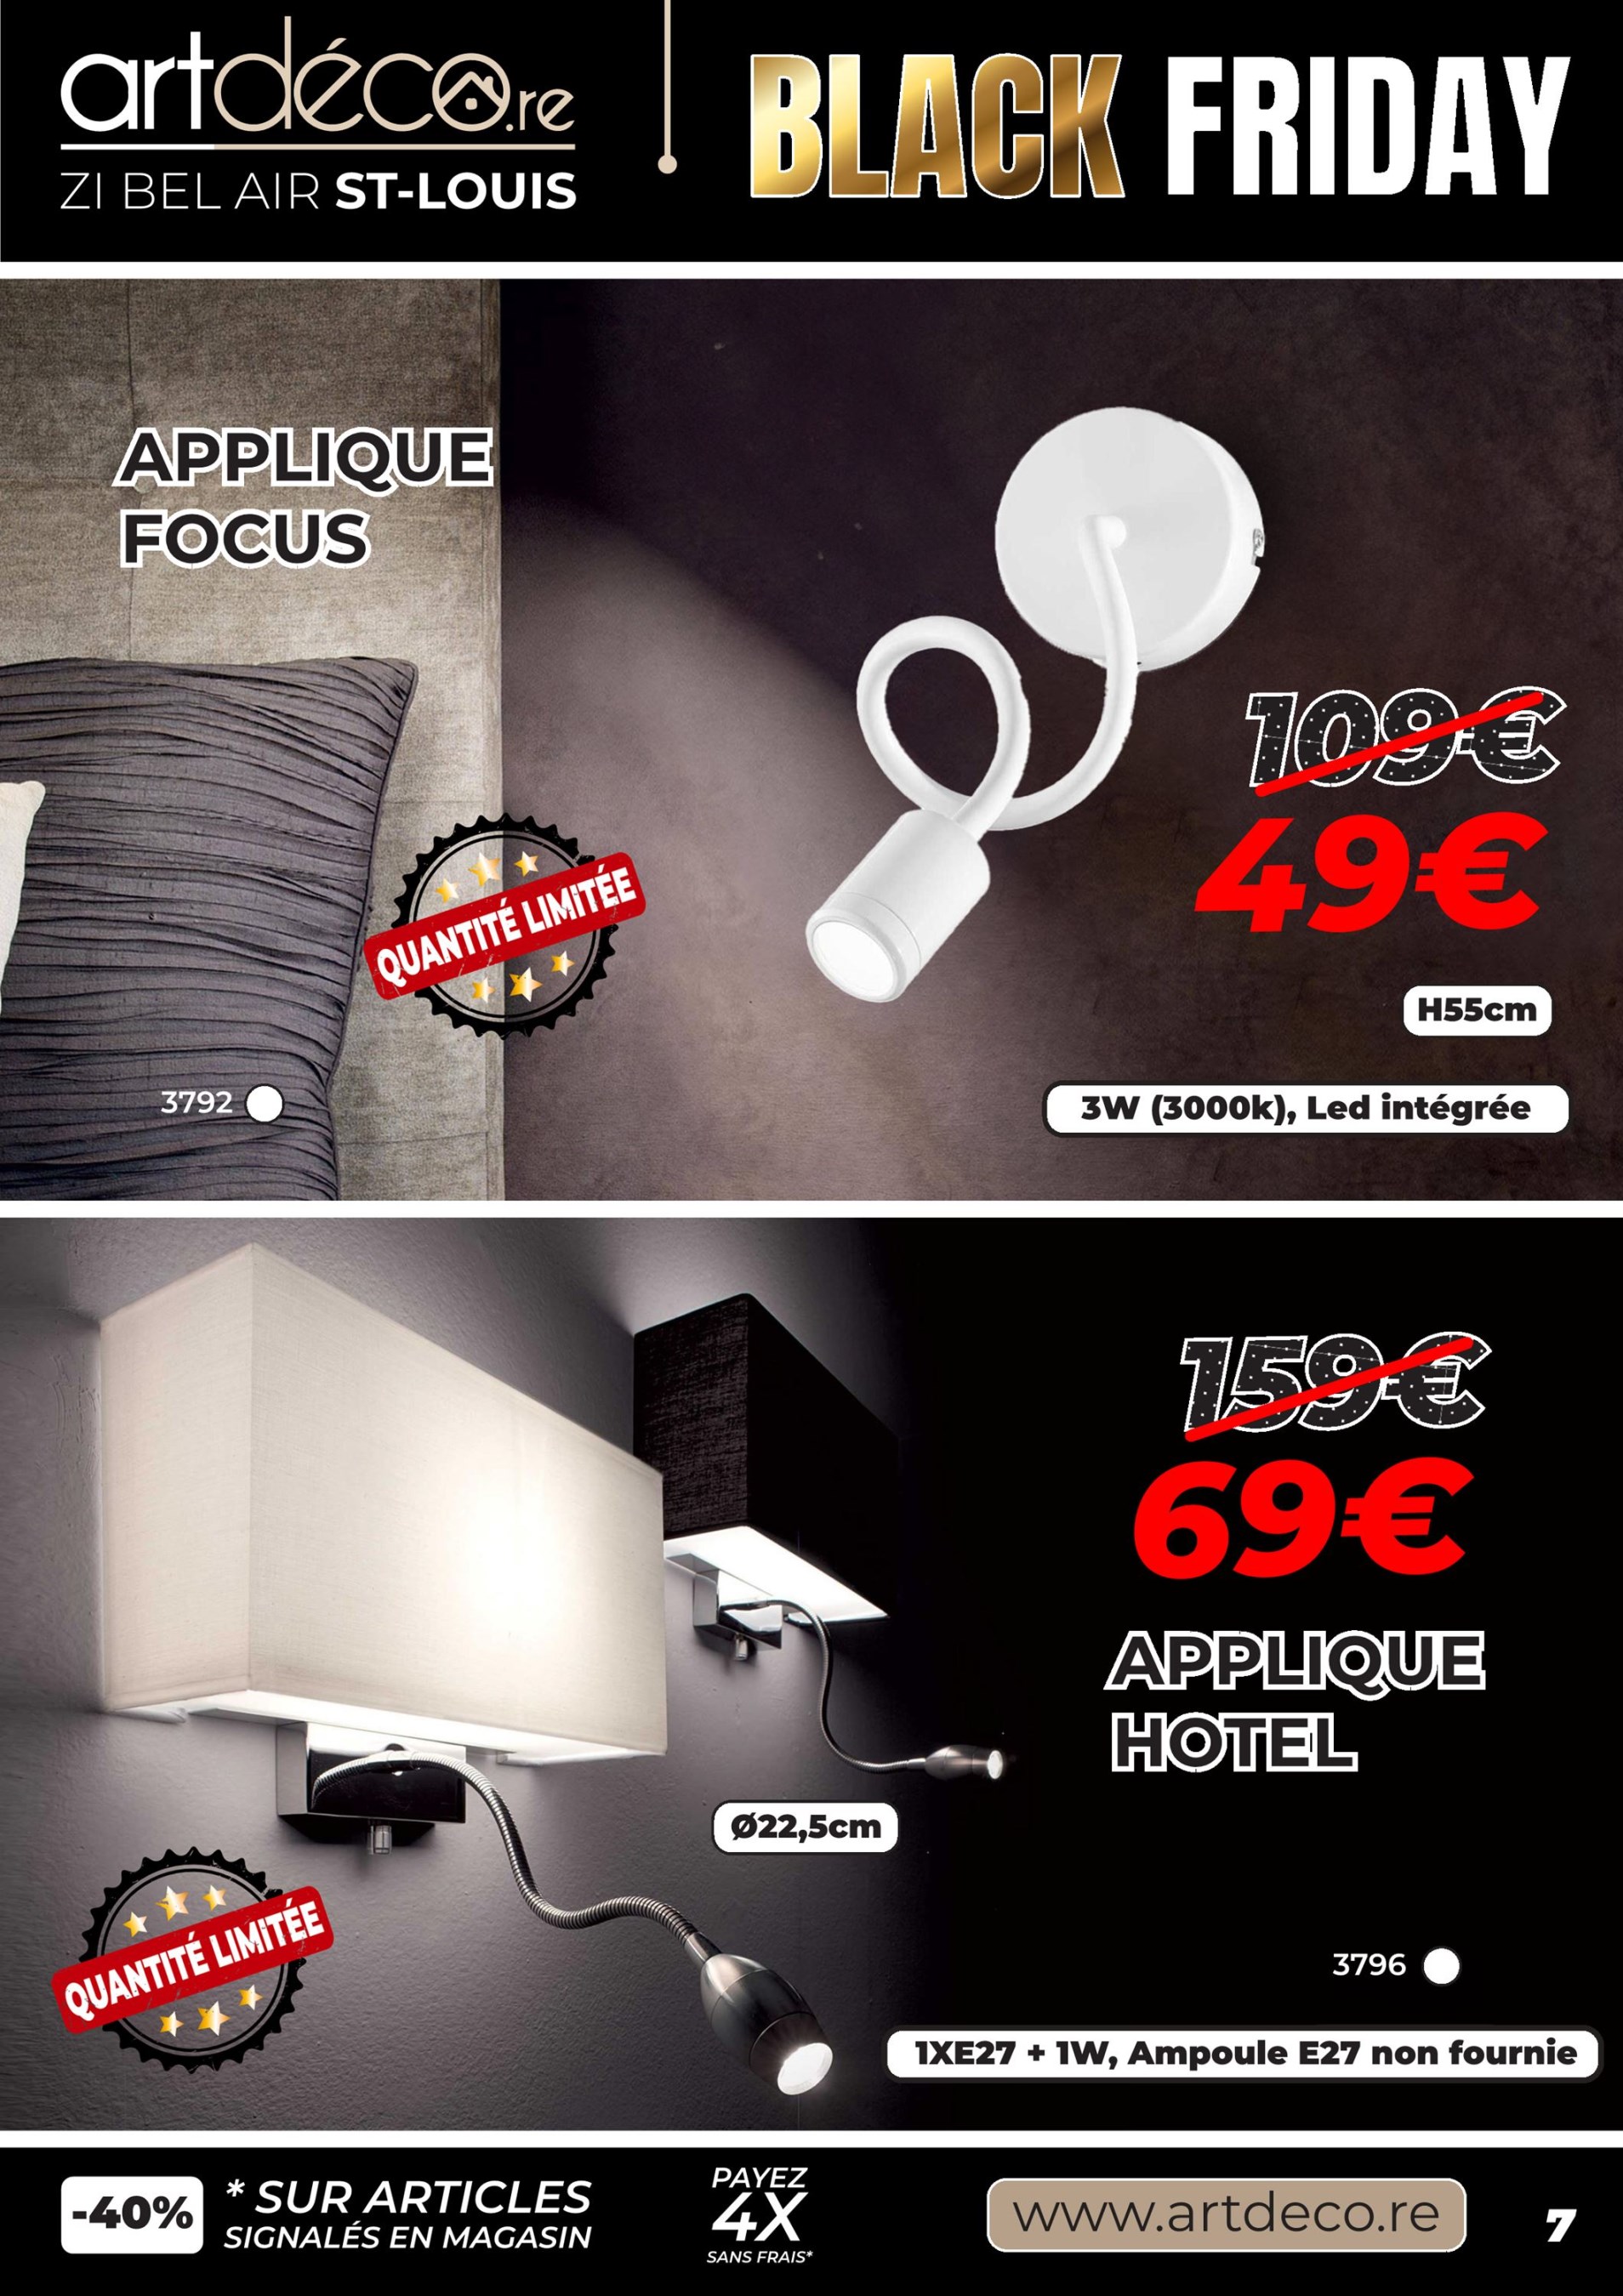 artdéco.re
ZI BEL AIR ST-LOUIS
BLACK FRIDAY
APPLIQUE
FOCUS
109€
49€
QUANTITÉ LIMITÉE
H55cm
3792
3W (3000k), Led intégrée
159€
69€
APPLIQUE
HOTEL
Ø22,5cm
QUANTITÉ LIMITÉE
3796
1XE27 + 1W, Ampoule E27 non fournie
-40%
* SUR ARTICLES
SIGNALÉS EN MAGASIN
PAYEZ
4X
SANS FRAIS*
www.artdeco.re
7